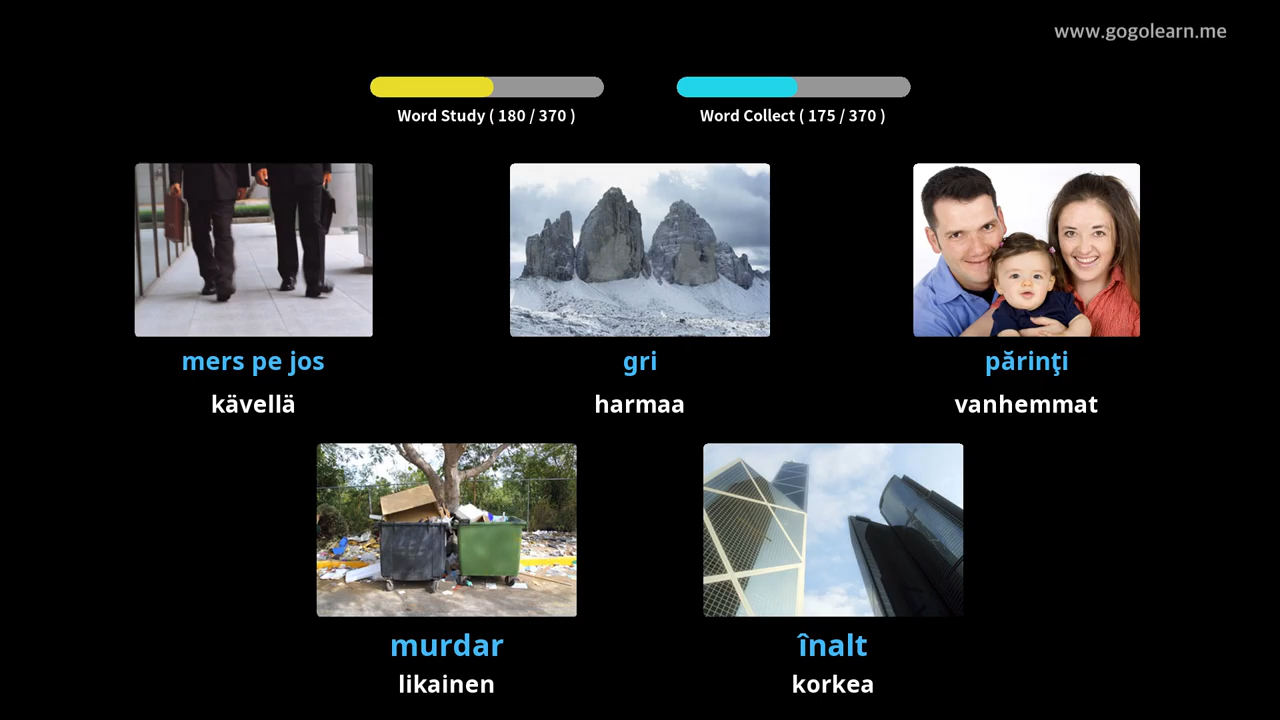 www.gogolearn.me
Word Study ( 180 / 370 )
Word Collect ( 175 / 370 )
mers pe jos
gri
părinţi
kävellä
harmaa
vanhemmat
murdar
înalt
likainen
korkea